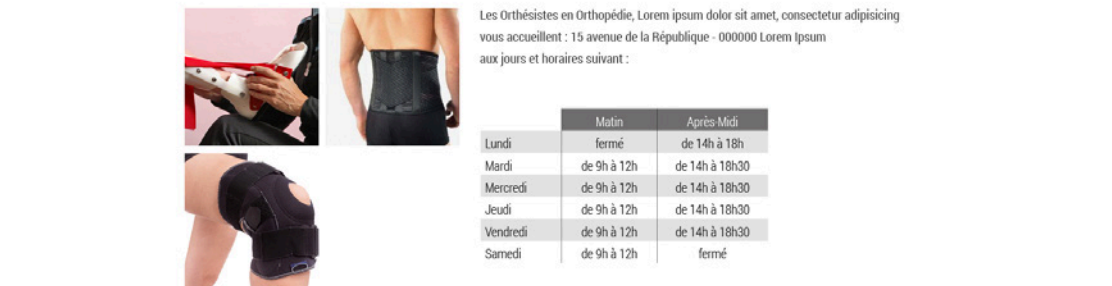 Les Orthésistes en Orthopédie, Lorem ipsum dolor sit amet, consectetur adipisicing
vous accueillent : 15 avenue de la République - 000000 Lorem Ipsum
aux jours et horaires suivant :
Matin Après-Midi
Lundi fermé de 14h à 18h
Mardi de 9h à 12h de 14h à 18h30
Mercredi de 9h à 12h de 14h à 18h30
Jeudi de 9h à 12h de 14h à 18h30
Vendredi de 9h à 12h de 14h à 18h30
Samedi de 9h à 12h fermé